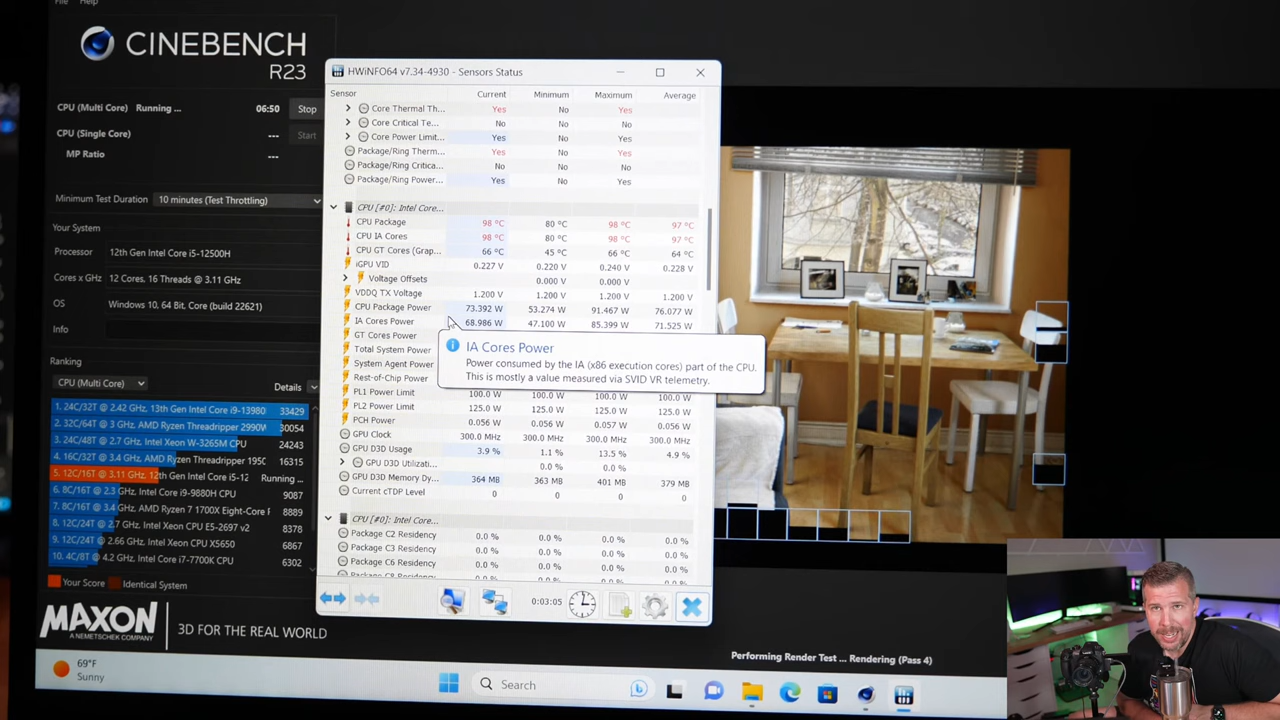 File Help
CINEBENCH
R23
CPU (Multi Core) Running ... 06:50 Stop
CPU (Single Core) --- Start
MP Ratio ---
Minimum Test Duration 10 minutes (Test Throttling)
Your System
Processor 12th Gen Intel Core i5-12500H
Cores x GHz 12 Cores, 16 Threads @ 3.11 GHz
OS Windows 10, 64 Bit, Core (build 22621)
Info
Ranking
CPU (Multi Core) Details
1. 24C/32T @ 2.42 GHz, 13th Gen Intel Core i9-13980 33429
2. 32C/64T @ 3 GHz, AMD Ryzen Threadripper 2990W 30054
3. 24C/48T @ 2.7 GHz, Intel Xeon W-3265M CPU 24243
4. 16C/32T @ 3.4 GHz, AMD Ryzen Threadripper 195 16315
5. 12C/16T @ 3.11 GHz, 12th Gen Intel Core i5-12 Running...
6. 8C/16T @ 2.3 GHz, Intel Core i9-9880H CPU 9087
7. 8C/16T @ 3.4 GHz, AMD Ryzen 7 1700X Eight-Core 8889
8. 12C/24T @ 2.7 GHz, Intel Xeon CPU E5-2697 v2 8378
9. 12C/24T @ 2.66 GHz, Intel Xeon CPU X5650 6867
10. 4C/8T @ 4.2 GHz, Intel Core i7-7700K CPU 6302
Your Score Identical System
MAXON
A NEMETSCHEK COMPANY
3D FOR THE REAL WORLD
HWiNFO64 v7.34-4930 - Sensors Status
Sensor Current Minimum Maximum Average
Core Thermal Th... Yes No Yes
Core Critical Te... No No No
Core Power Limit... Yes No Yes
Package/Ring Therm... Yes No Yes
Package/Ring Critica... No No No
Package/Ring Power... Yes No Yes
CPU [#0]: Intel Core...
CPU Package 98 °C 80 °C 98 °C 97 °C
CPU IA Cores 98 °C 80 °C 98 °C 97 °C
CPU GT Cores (Grap... 66 °C 45 °C 66 °C 64 °C
iGPU VID 0.227 V 0.220 V 0.240 V 0.228 V
Voltage Offsets 0.000 V 0.000 V
VDDQ TX Voltage 1.200 V 1.200 V 1.200 V 1.200 V
CPU Package Power 73.392 W 53.274 W 91.467 W 76.077 W
IA Cores Power 68.986 W 47.100 W 85.399 W 71.525 W
GT Cores Power
Total System Power
System Agent Power
Rest-of-Chip Power
IA Cores Power
Power consumed by the IA (x86 execution cores) part of the CPU.
This is mostly a value measured via SVID VR telemetry.
PL1 Power Limit 100.0 W 100.0 W 100.0 W 100.0 W
PL2 Power Limit 125.0 W 125.0 W 125.0 W 125.0 W
PCH Power 0.056 W 0.056 W 0.057 W 0.056 W
GPU Clock 300.0 MHz 300.0 MHz 300.0 MHz 300.0 MHz
GPU D3D Usage 3.9 % 1.1 % 13.5 % 4.9 %
GPU D3D Utilizati... 0.0 % 0.0 %
GPU D3D Memory Dy... 364 MB 363 MB 401 MB 379 MB
Current cTDP Level 0 0 0 0
CPU [#0]: Intel Core...
Package C2 Residency 0.0 % 0.0 % 0.0 % 0.0 %
Package C3 Residency 0.0 % 0.0 % 0.0 % 0.0 %
Package C6 Residency 0.0 % 0.0 % 0.0 % 0.0 %
Package C8 Residency 0.0 % 0.0 % 0.0 % 0.0 %
0:03:05
Performing Render Test ... Rendering (Pass 4)
69°F
Sunny
Search